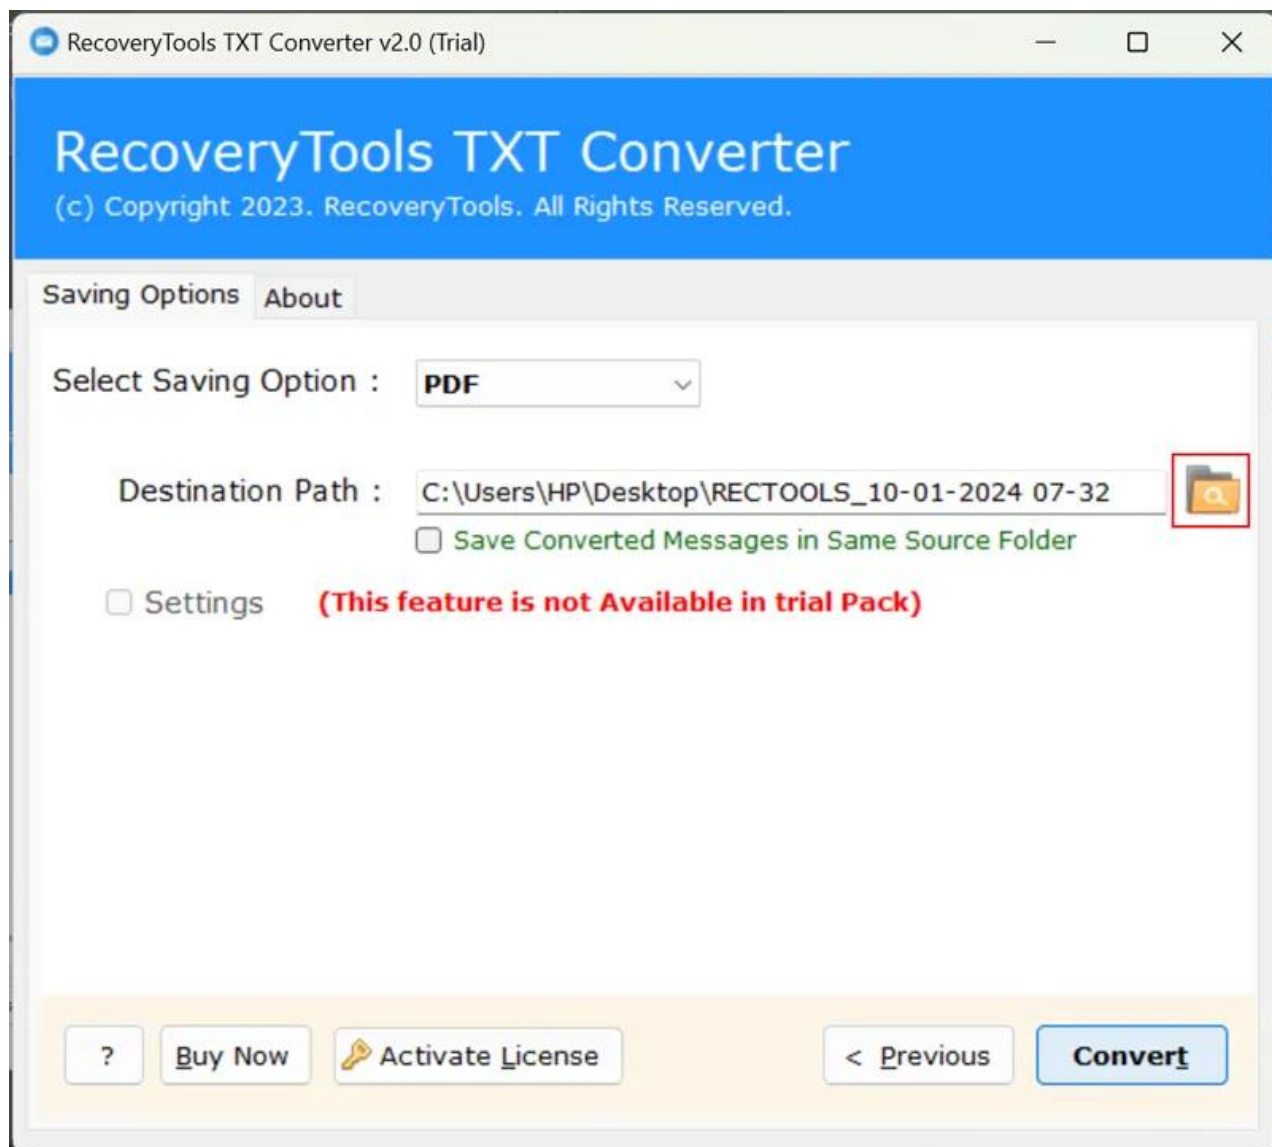 RecoveryTools TXT Converter v2.0 (Trial)
RecoveryTools TXT Converter
(c) Copyright 2023. RecoveryTools. All Rights Reserved.
Saving Options About
Select Saving Option : PDF
Destination Path : C:\Users\HP\Desktop\RECTOOLS_10-01-2024 07-32
Save Converted Messages in Same Source Folder
Settings (This feature is not Available in trial Pack)
? Buy Now Activate License < Previous Convert